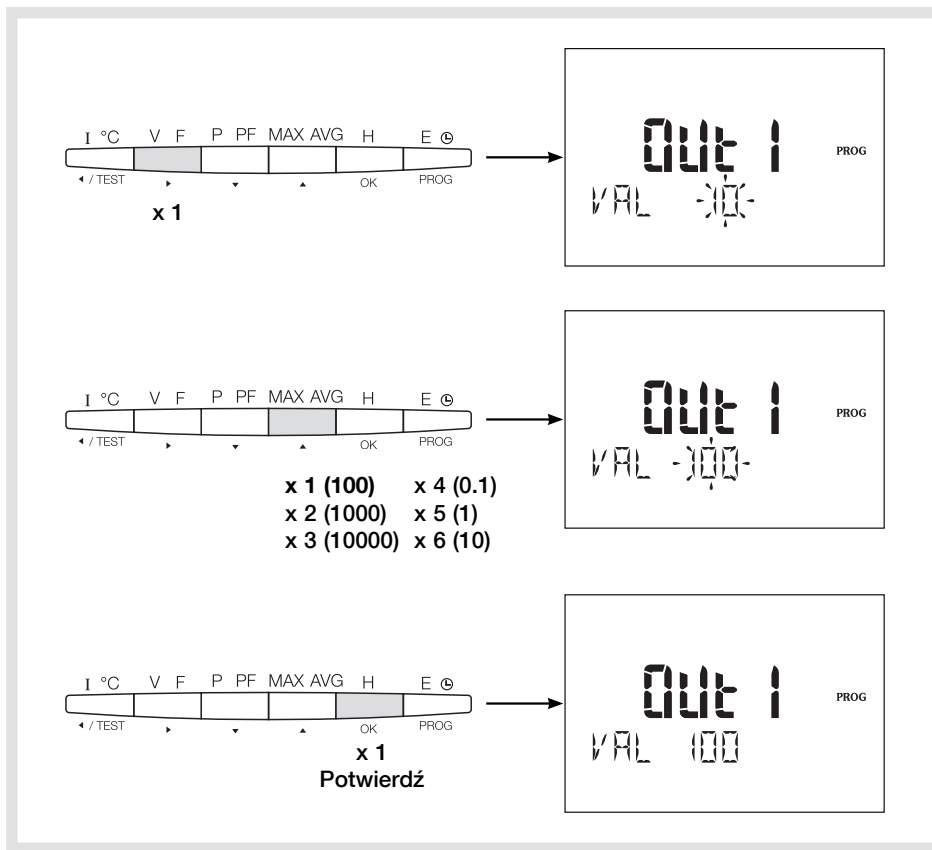 I °C V F P PF MAX AVG H E
◂ / TEST ▸ ▾ ▴ OK PROG
x 1
OUt 1 PROG
VAL 10
I °C V F P PF MAX AVG H E
◂ / TEST ▸ ▾ ▴ OK PROG
x 1 (100) x 4 (0.1)
x 2 (1000) x 5 (1)
x 3 (10000) x 6 (10)
OUt 1 PROG
VAL 100
I °C V F P PF MAX AVG H E
◂ / TEST ▸ ▾ ▴ OK PROG
x 1
Potwierdź
OUt 1 PROG
VAL 100